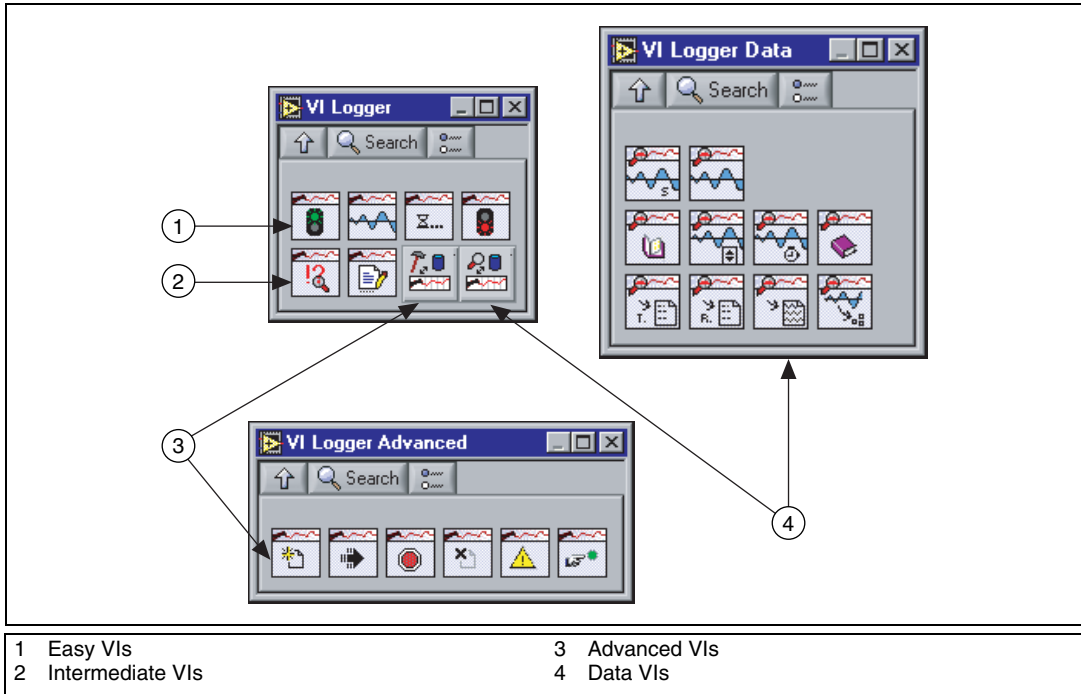 VI Logger Data
Search
VI Logger
Search
1
2
S
T.
R.
3
VI Logger Advanced
Search
4
1 Easy VIs
2 Intermediate VIs
3 Advanced VIs
4 Data VIs